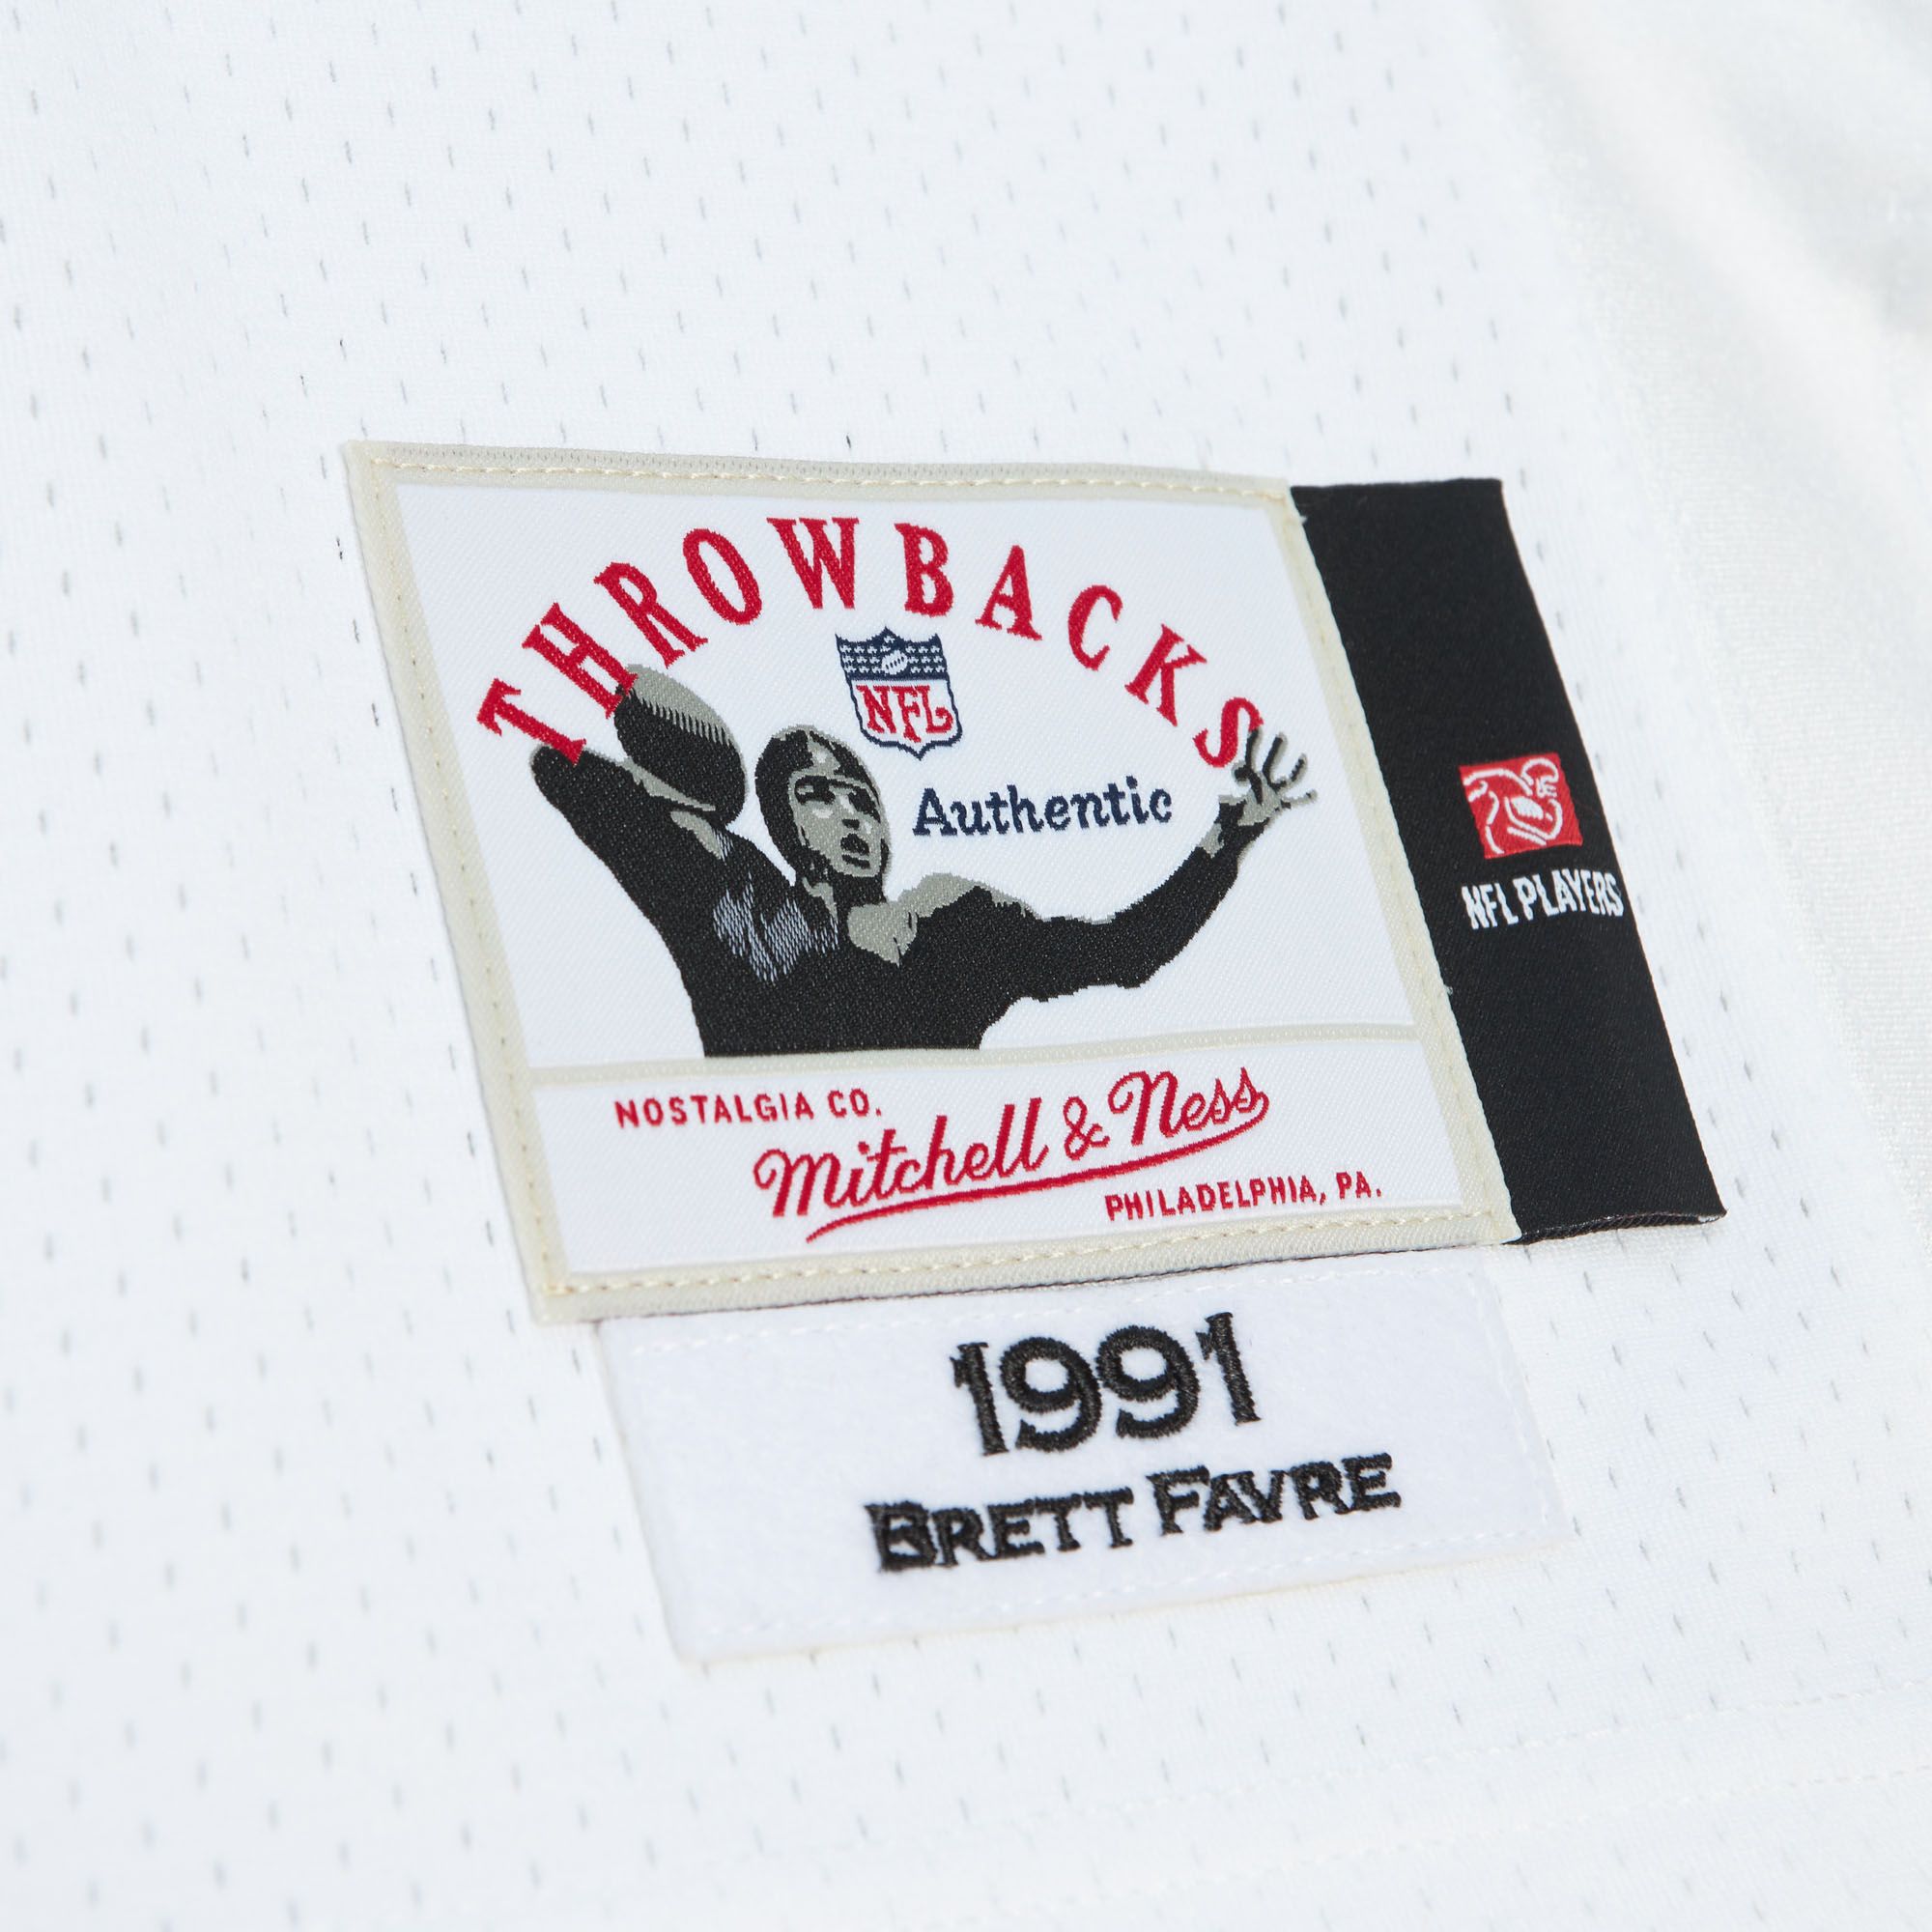 THROWBACKS
NFL
Authentic
NFL PLAYERS
NOSTALGIA CO.
Mitchell & Ness
PHILADELPHIA, PA.
1991
BRETT FAVRE